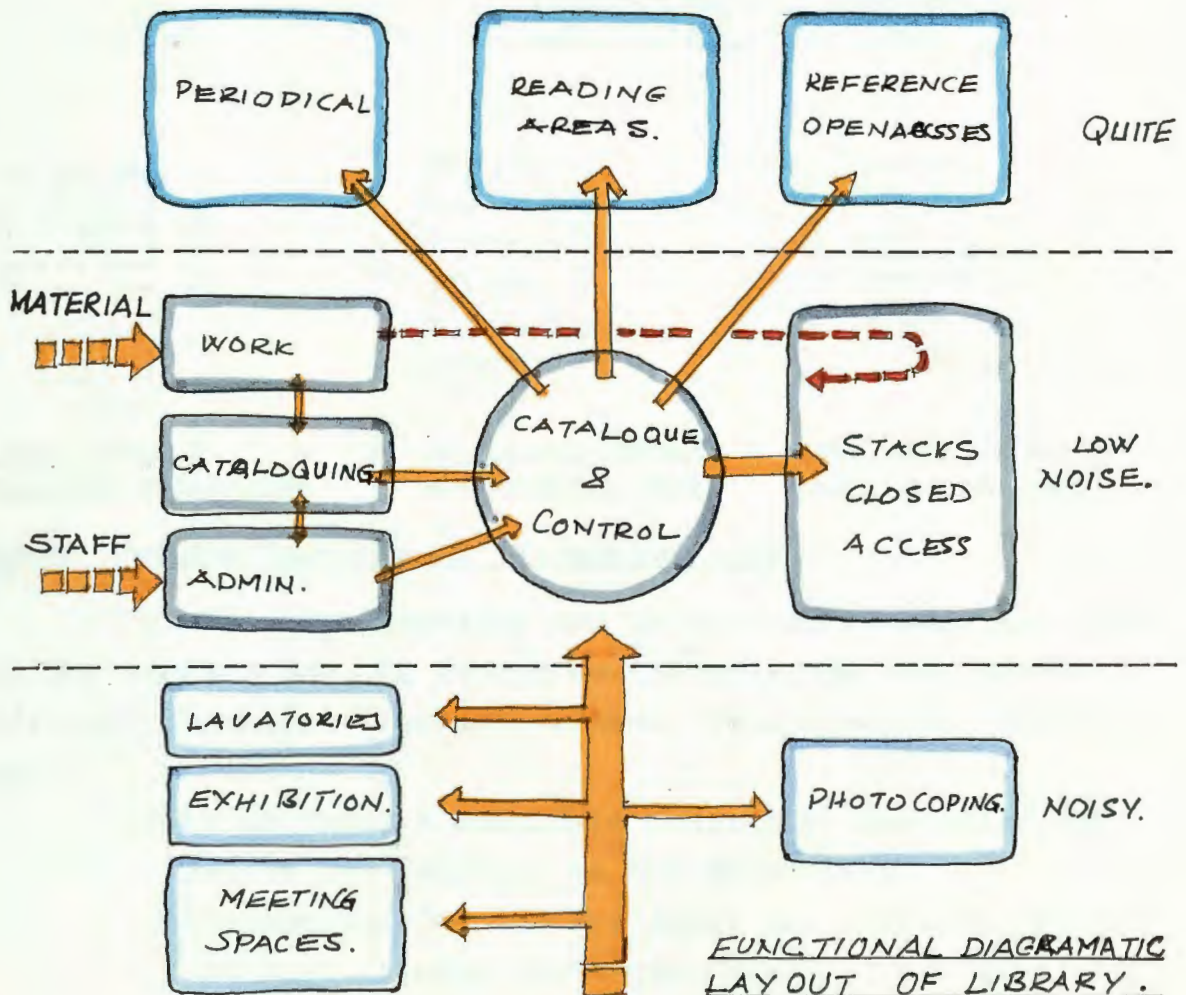 PERIODICAL
READING
AREAS.
REFERENCE
OPENACSSES
QUITE
MATERIAL
WORK
CATALOQUING
STAFF
ADMIN.
CATALOQUE
&
CONTROL
STACKS
CLOSED
ACCESS
LOW
NOISE.
LAVATORIES
EXHIBITION.
MEETING
SPACES.
PHOTOCOPING.
NOISY.
FUNCTIONAL DIAGRAMATIC
LAYOUT OF LIBRARY.